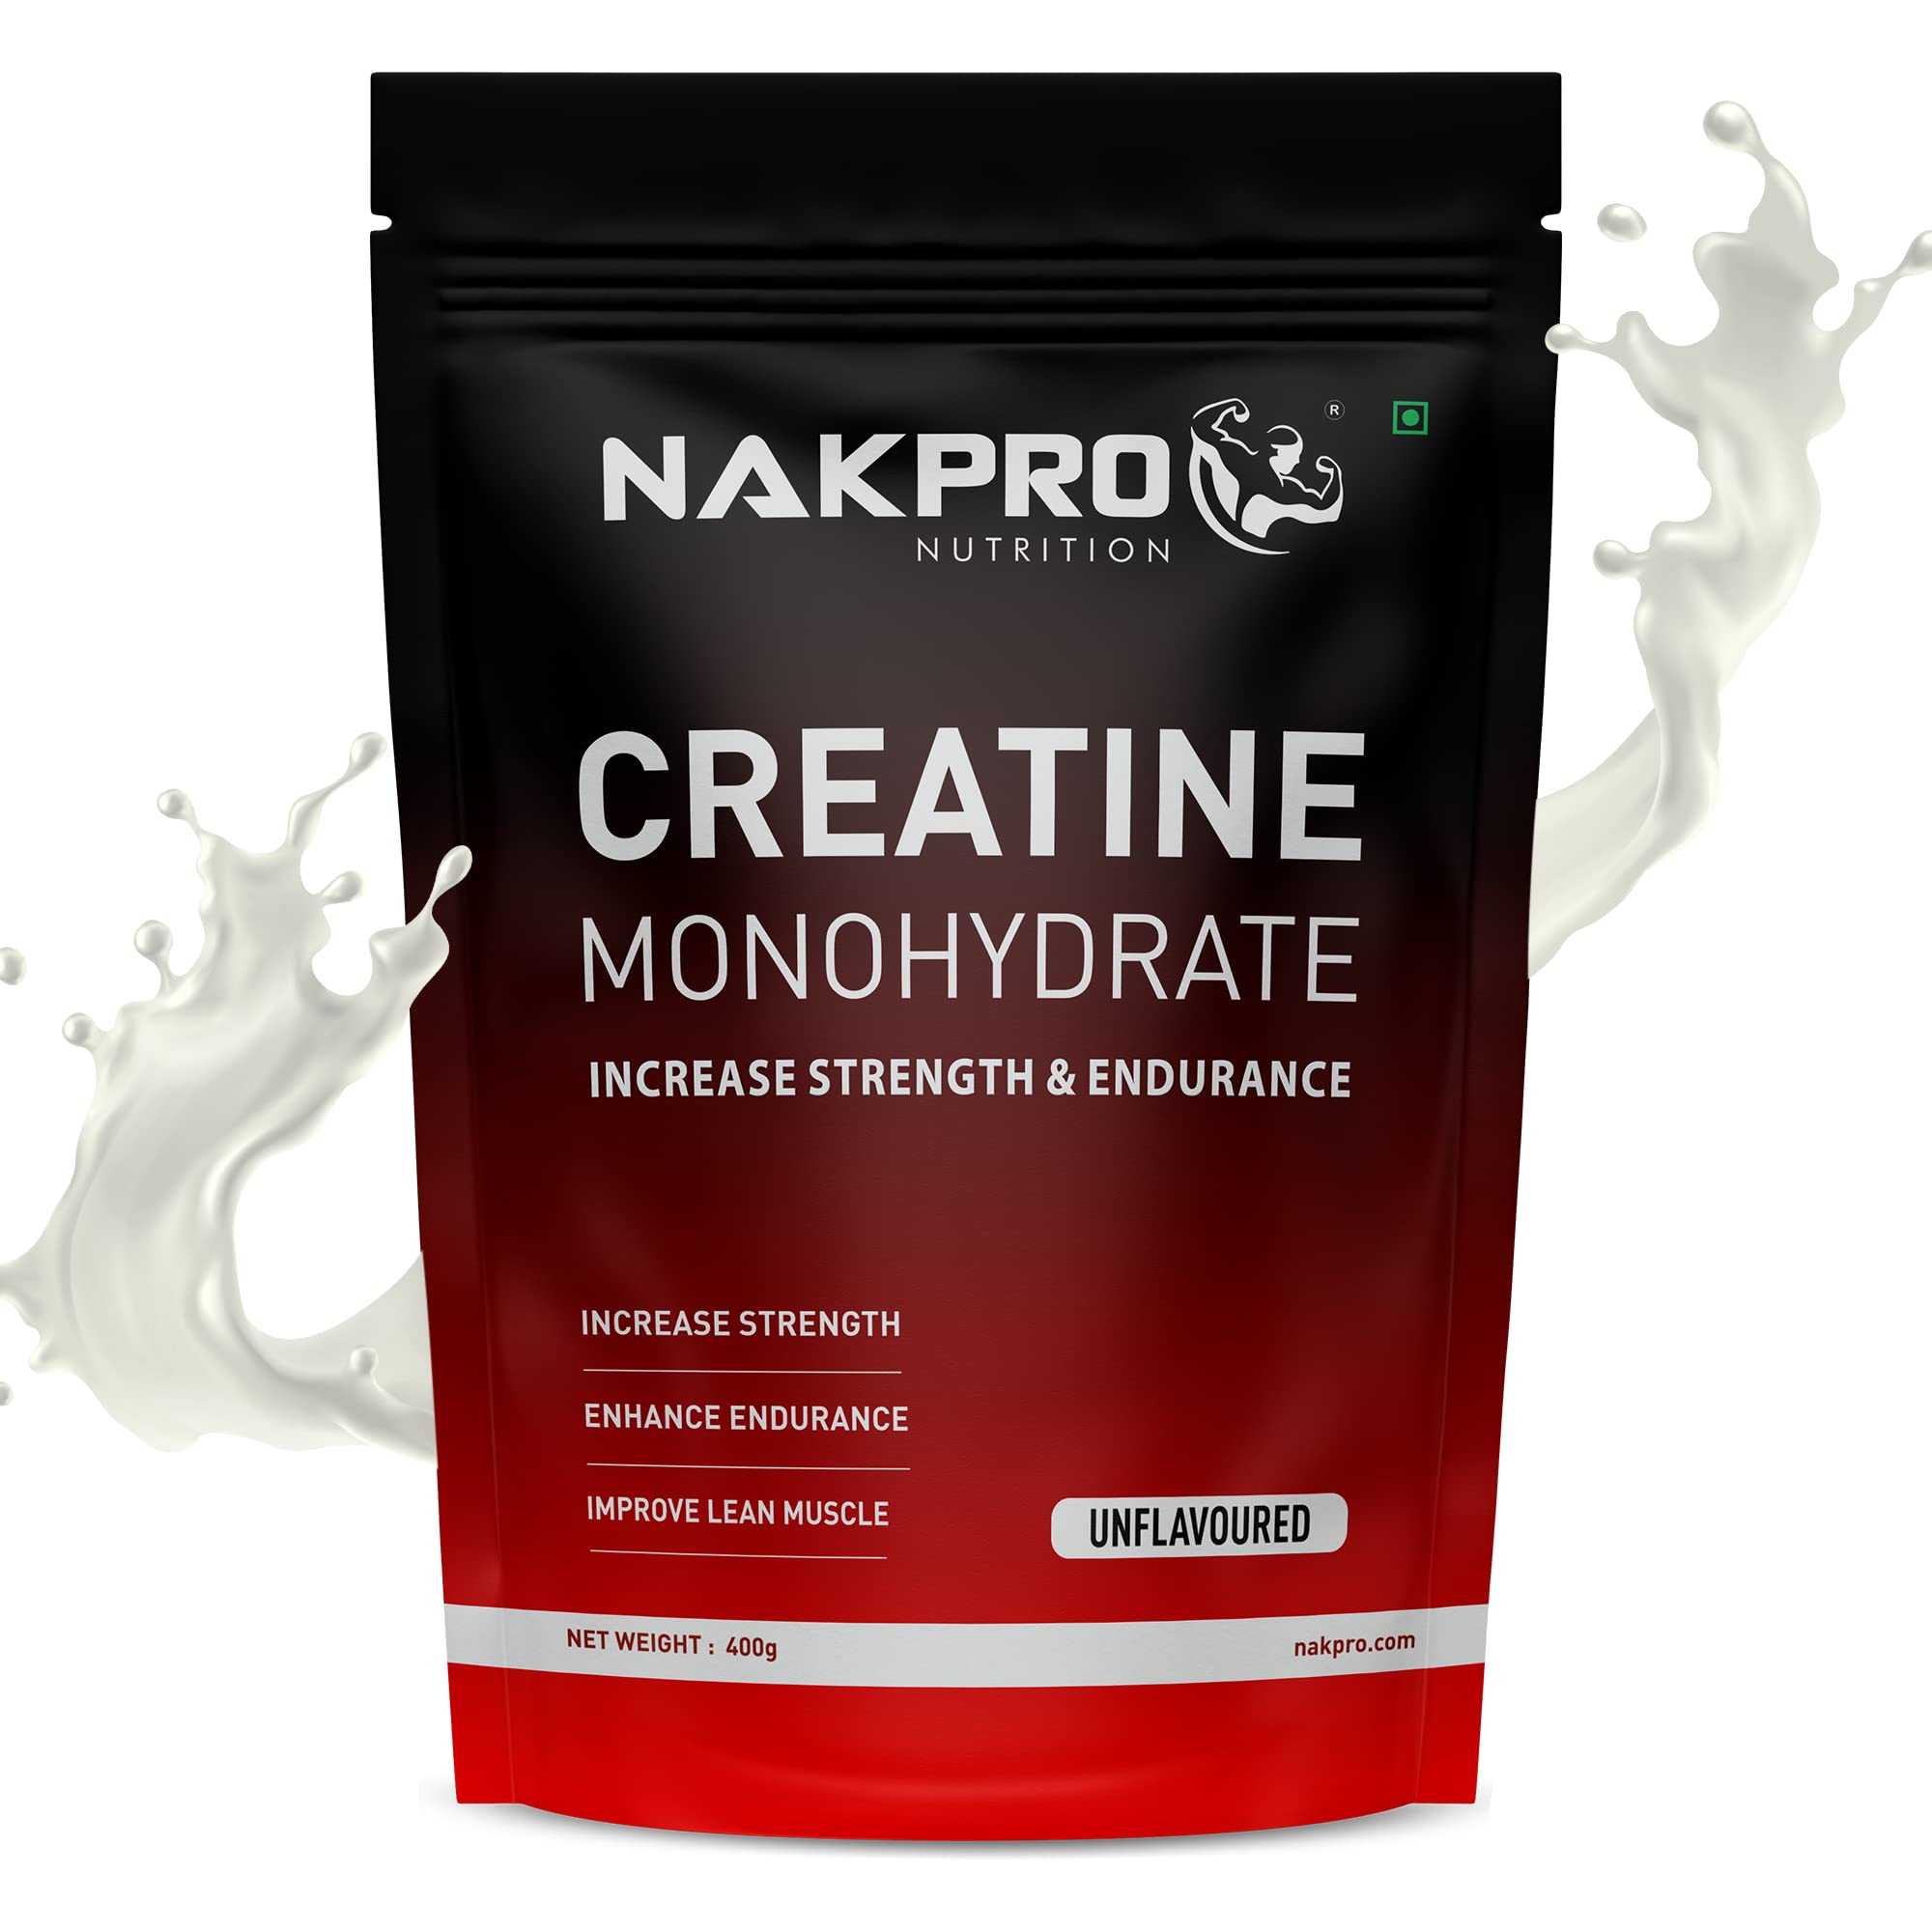 NAKPRO
®
NUTRITION
CREATINE
MONOHYDRATE
INCREASE STRENGTH & ENDURANCE
INCREASE STRENGTH
ENHANCE ENDURANCE
IMPROVE LEAN MUSCLE
UNFLAVOURED
NET WEIGHT : 400g
nakpro.com